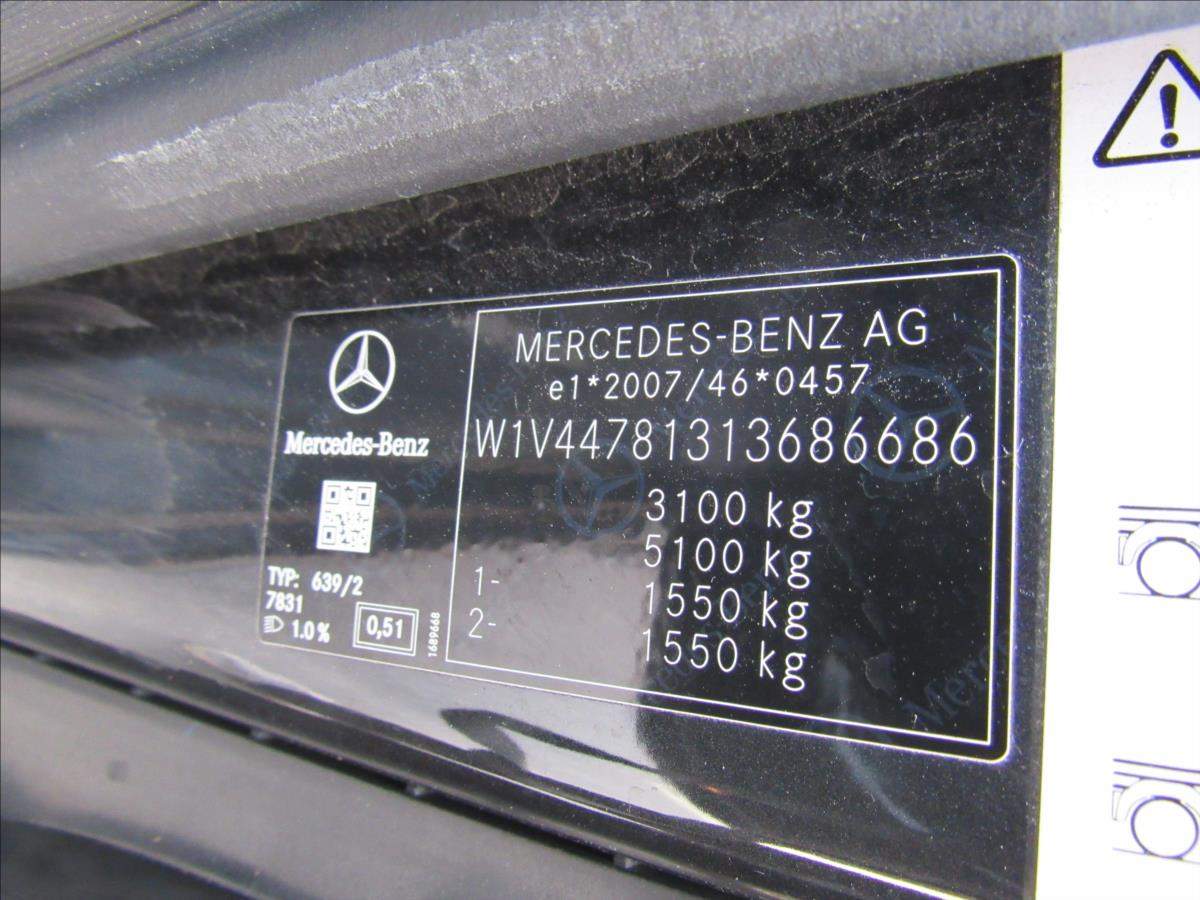 Mercedes-Benz
TYP: 639/2
7831
1.0%
0,51
1689668
MERCEDES-BENZ AG
e1*2007/46*0457
W1V44781313686686
3100 kg
5100 kg
1- 1550 kg
2- 1550 kg